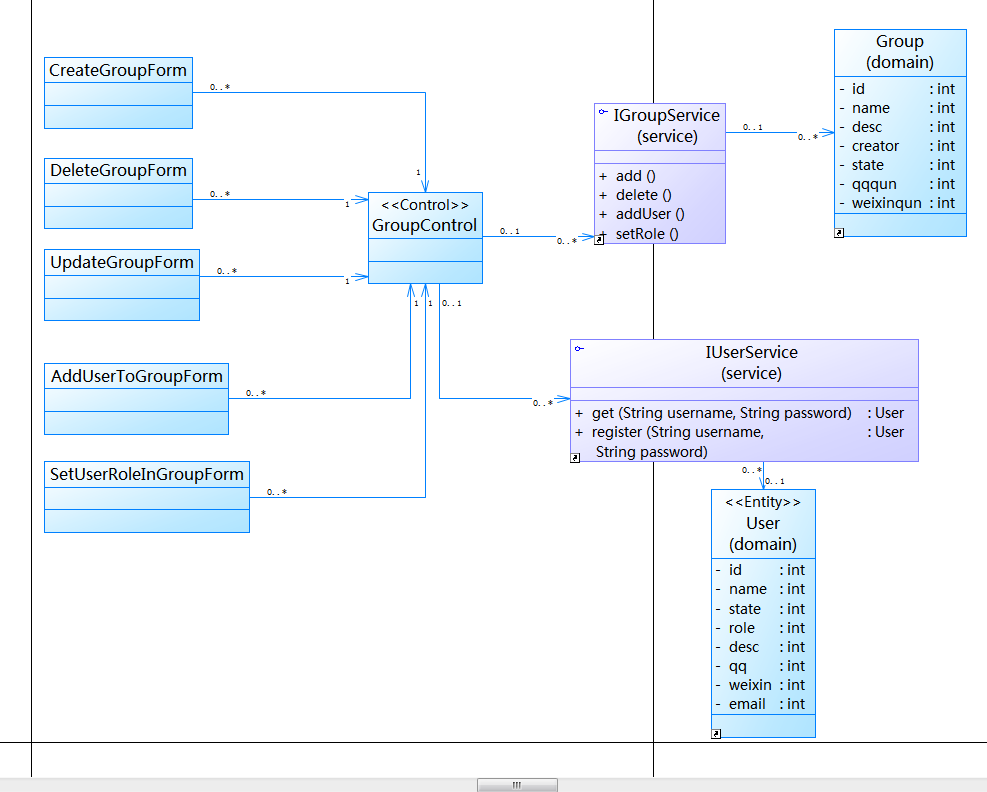 CreateGroupForm
0..*
1
DeleteGroupForm
0..*
1
UpdateGroupForm
0..*
1
AddUserToGroupForm
0..*
1
SetUserRoleInGroupForm
0..*
1
<<Control>>
GroupControl
0..1
0..*
0..1
0..*
IGroupService
(service)
+ add ()
+ delete ()
+ addUser ()
+ setRole ()
0..1
0..*
Group
(domain)
- id : int
- name : int
- desc : int
- creator : int
- state : int
- qqqun : int
- weixinqun : int
IUserService
(service)
+ get (String username, String password) : User
+ register (String username, : User
String password)
0..*
0..1
<<Entity>>
User
(domain)
- id : int
- name : int
- state : int
- role : int
- desc : int
- qq : int
- weixin : int
- email : int